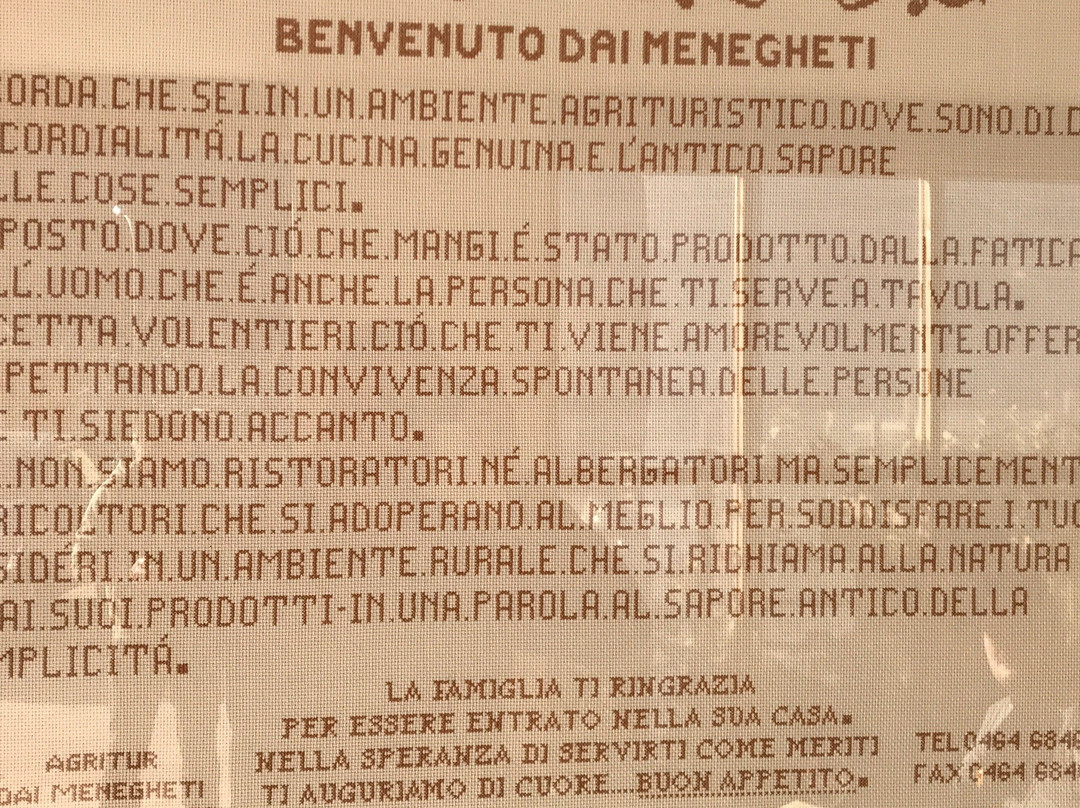 BENVENUTO DAI MENEGHETI
CORDA.CHE.SEI.IN.UN.AMBIENTE.AGRITURISTICO.DOVE.SONO.DI.C
CORDIALITÁ.LA.CUCINA.GENUINA.E.L'ANTICO.SAPORE
LLE.COSE.SEMPLICI.
POSTO.DOVE.CIÓ.CHE.MANGI.É.STATO.PRODOTTO.DALLA.FATICA
LL'.UOMO.CHE.É.ANCHE.LA.PERSONA.CHE.TI.SERVE.A.TAVOLA.
CETTA.VOLENTIERI.CIÓ.CHE.TI.VIENE.AMOREVOLMENTE.OFFER
PETTANDO.LA.CONVIVENZA.SPONTANEA.DELLE.PERSONE
E TI.SIEDONO.ACCANTO.
.NON.SIAMO.RISTORATORI.NÉ.ALBERGATORI.MA.SEMPLICEMENT
RICOLTORI.CHE.SI.ADOPERANO.AL.MEGLIO.PER.SODDISFARE.I.TUO
SIDÉRI.IN.UN.AMBIENTE.RURALE.CHE.SI.RICHIAMA.ALLA.NATURA
AI.SUOI.PRODOTTI-IN.UNA.PAROLA.AL.SAPORE.ANTICO.DELLA
MPLICITÁ.
LA FAMIGLIA TI RINGRAZIA
PER ESSERE ENTRATO NELLA SUA CASA.
NELLA SPERANZA DI SERVIRTI COME MERITI
TI AUGURIAMO DI CUORE....BUON APPETITO.
AGRITUR
DAI MENEGHETI
TEL 0464 6846
FAX 0464 684